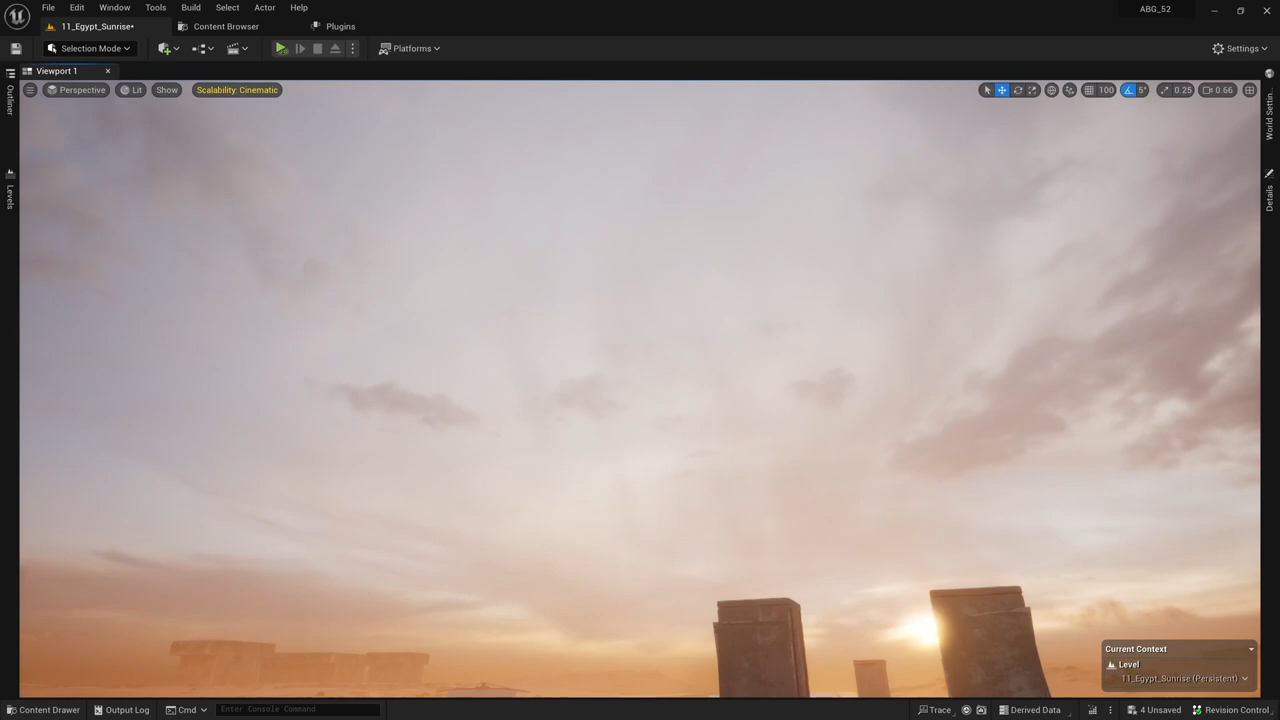 File Edit Window Tools Build Select Actor Help
ABG_52
11_Egypt_Sunrise*
Content Browser
Plugins
Selection Mode
Platforms
Settings
Viewport 1
Perspective
Lit
Show
Scalability: Cinematic
100
5°
0.25
0.66
Outliner
Levels
World Settin...
Details
Current Context
Level
11_Egypt_Sunrise (Persistent)
Content Drawer
Output Log
Cmd
Enter Console Command
Trace
Derived Data
4 Unsaved
Revision Control